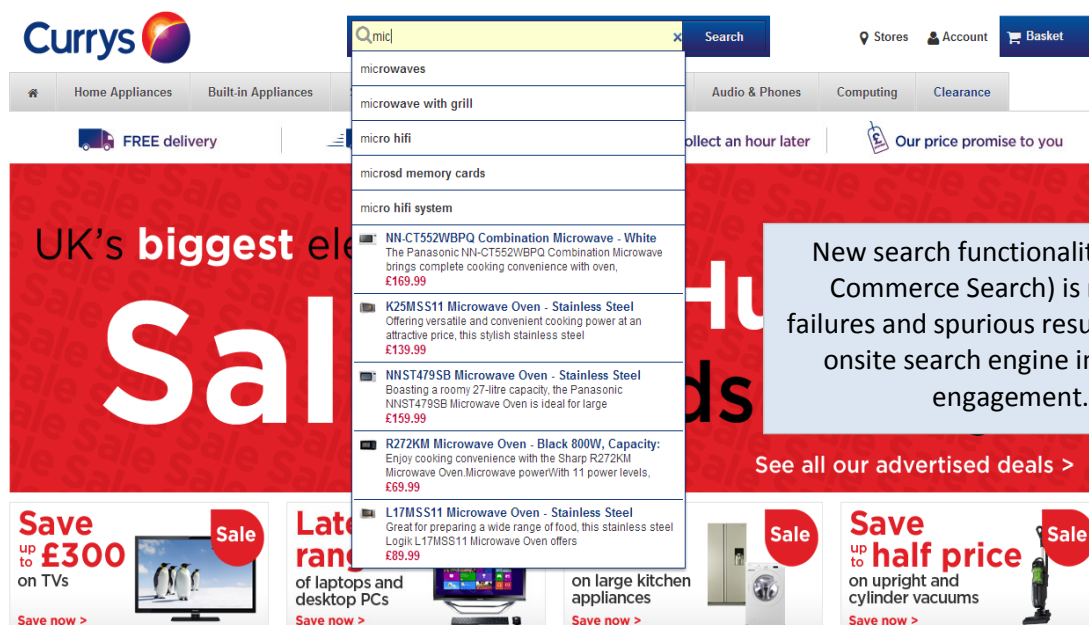 Currys
mic
x
Search
Stores
Account
Basket
Home Appliances
Built-in Appliances
Audio & Phones
Computing
Clearance
FREE delivery
ollect an hour later
Our price promise to you
microwaves
microwave with grill
micro hifi
microsd memory cards
micro hifi system
NN-CT552WBPQ Combination Microwave - White
The Panasonic NN-CT552WBPQ Combination Microwave
brings complete cooking convenience with oven,
£169.99
K25MSS11 Microwave Oven - Stainless Steel
Offering versatile and convenient cooking power at an
attractive price, this stylish stainless steel
£139.99
NNST479SB Microwave Oven - Stainless Steel
Boasting a roomy 27-litre capacity, the Panasonic
NNST479SB Microwave Oven is ideal for large
£159.99
R272KM Microwave Oven - Black 800W, Capacity:
Enjoy cooking convenience with the Sharp R272KM
Microwave Oven.Microwave powerWith 11 power levels,
£69.99
L17MSS11 Microwave Oven - Stainless Steel
Great for preparing a wide range of food, this stainless steel
Logik L17MSS11 Microwave Oven offers
£89.99
UK's biggest ele
Sal
Hu
ds
New search functionalit
Commerce Search) is
failures and spurious resu
onsite search engine i
engagement.
See all our advertised deals >
Save
up to £300
on TVs
Save now >
Sale
Late
rang
of laptops and
desktop PCs
Save now >
on large kitchen
appliances
Save now >
Sale
Save
up to half price
on upright and
cylinder vacuums
Save now >
Sale